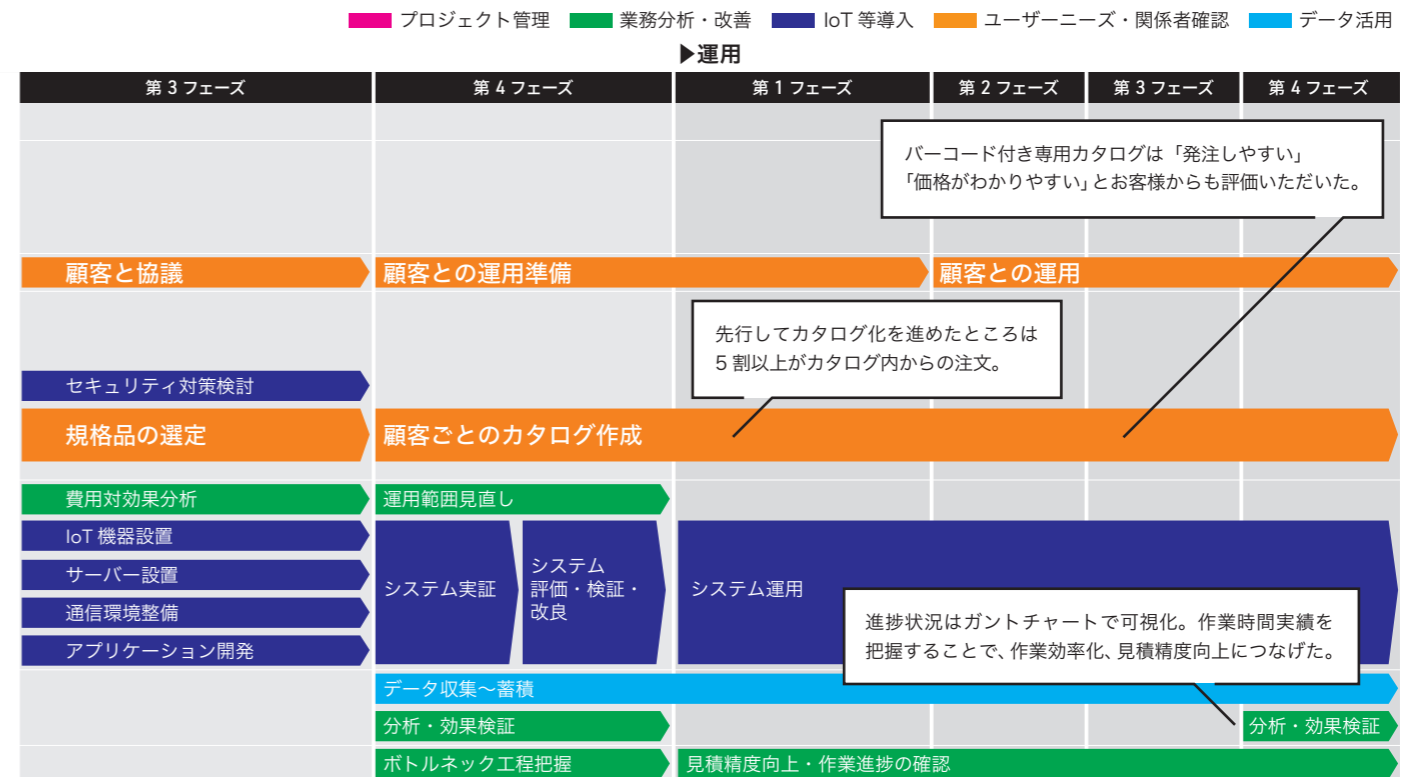 プロジェクト管理 業務分析・改善 IoT 等導入 ユーザーニーズ・関係者確認 データ活用
▶運用
第 3 フェーズ 第 4 フェーズ 第 1 フェーズ 第 2 フェーズ 第 3 フェーズ 第 4 フェーズ
バーコード付き専用カタログは「発注しやすい」
「価格がわかりやすい」とお客様からも評価いただいた。
顧客と協議 顧客との運用準備 顧客との運用
先行してカタログ化を進めたところは
5 割以上がカタログ内からの注文。
セキュリティ対策検討
規格品の選定 顧客ごとのカタログ作成
費用対効果分析 運用範囲見直し
IoT 機器設置
サーバー設置
通信環境整備
アプリケーション開発
システム実証
システム
評価・検証・
改良
システム運用
進捗状況はガントチャートで可視化。作業時間実績を
把握することで、作業効率化、見積精度向上につなげた。
データ収集～蓄積
分析・効果検証 分析・効果検証
ボトルネック工程把握 見積精度向上・作業進捗の確認